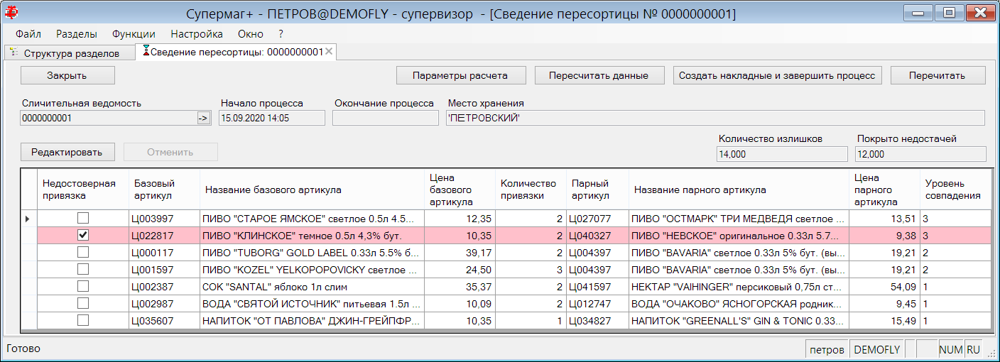 Супермаг+ - ПЕТРОВ@DEMOFLY - супервизор - [Сведение пересортицы № 0000000001]
Файл Разделы Функции Настройка Окно ?
Структура разделов Сведение пересортицы: 0000000001
Закрыть Параметры расчета Пересчитать данные Создать накладные и завершить процесс Перечитать
Сличительная ведомость Начало процесса Окончание процесса Место хранения
0000000001 -> 15.09.2020 14:05 'ПЕТРОВСКИЙ'
Количество излишков Покрыто недостачей
Редактировать Отменить 14,000 12,000
Недостоверная привязка Базовый артикул Название базового артикула Цена базового артикула Количество привязки Парный артикул Название парного артикула Цена парного артикула Уровень совпадения
Ц003997 ПИВО "СТАРОЕ ЯМСКОЕ" светлое 0.5л 4.5... 12,35 2 Ц027077 ПИВО "ОСТМАРК" ТРИ МЕДВЕДЯ светлое ... 13,51 3
Ц022817 ПИВО "КЛИНСКОЕ" темное 0.5л 4,3% бут. 10,35 2 Ц040327 ПИВО "НЕВСКОЕ" оригинальное 0.33л 5.7... 9,38 3
Ц000117 ПИВО "TUBORG" GOLD LABEL 0.33л 5.5% б... 39,17 2 Ц004397 ПИВО "BAVARIA" светлое 0.33л 5% бут. (вы... 19,21 2
Ц001597 ПИВО "KOZEL" YELKOPOPOVICKY светлое ... 24,50 3 Ц004397 ПИВО "BAVARIA" светлое 0.33л 5% бут. (вы... 19,21 2
Ц002387 СОК "SANTAL" яблоко 1л слим 35,37 2 Ц041597 НЕКТАР "VAIHINGER" персиковый 0,75л ст... 54,09 1
Ц002987 ВОДА "СВЯТОЙ ИСТОЧНИК" питьевая 1.5л ... 10,09 2 Ц012747 ВОДА "ОЧАКОВО" ЯСНОГОРСКАЯ родник... 9,45 1
Ц035607 НАПИТОК "ОТ ПАВЛОВА" ДЖИН-ГРЕЙПФР... 10,35 1 Ц034827 НАПИТОК "GREENALL'S" GIN & TONIC 0.33... 15,49 1
Готово петров DEMOFLY NUM RU